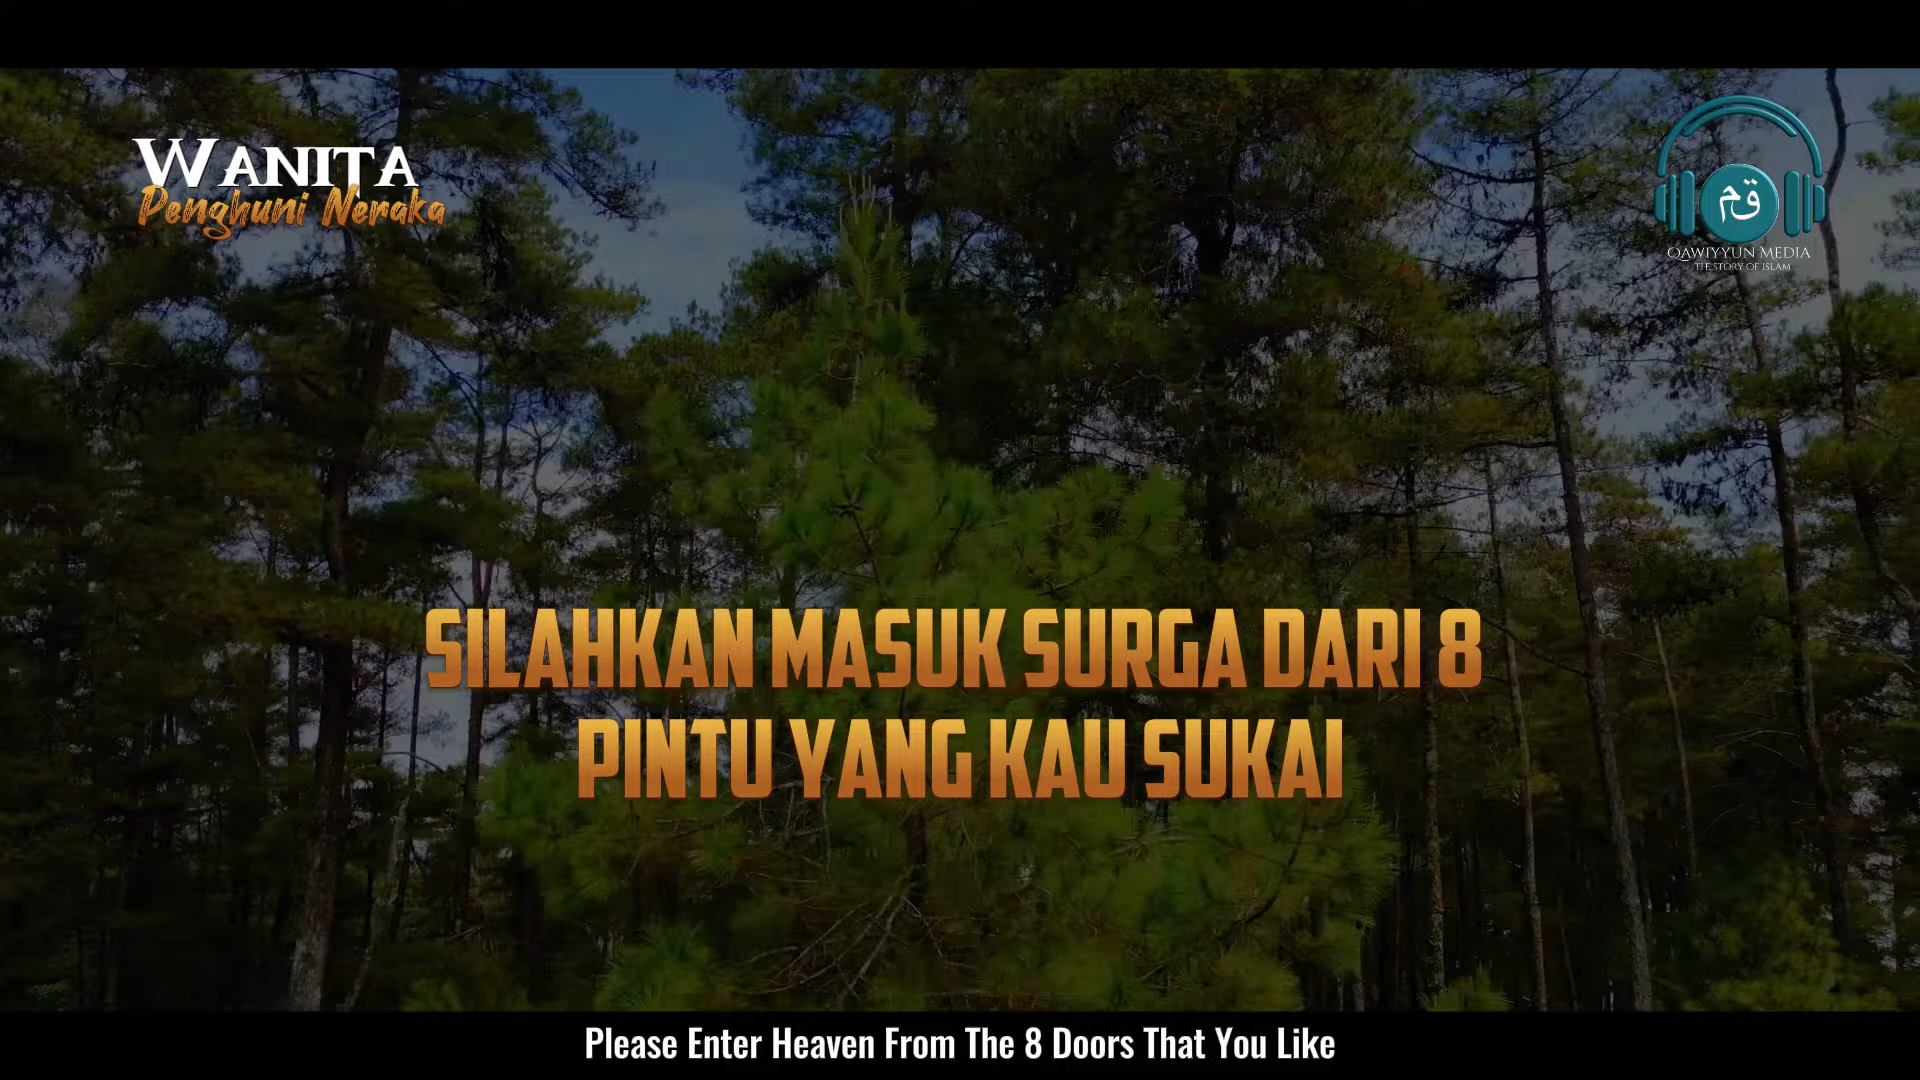 WANITA
Penghuni Neraka
قح
QAWIYYUN MEDIA
THE STORY OF ISLAM
SILAHKAN MASUK SURGA DARI 8
PINTU YANG KAU SUKAI
Please Enter Heaven From The 8 Doors That You Like